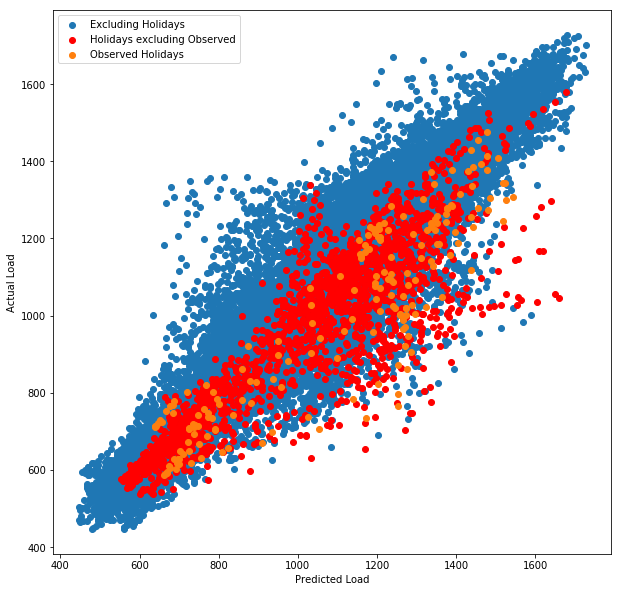 Excluding Holidays
Holidays excluding Observed
Observed Holidays
1600
1400
1200
1000
800
600
400
Actual Load
400 600 800 1000 1200 1400 1600
Predicted Load